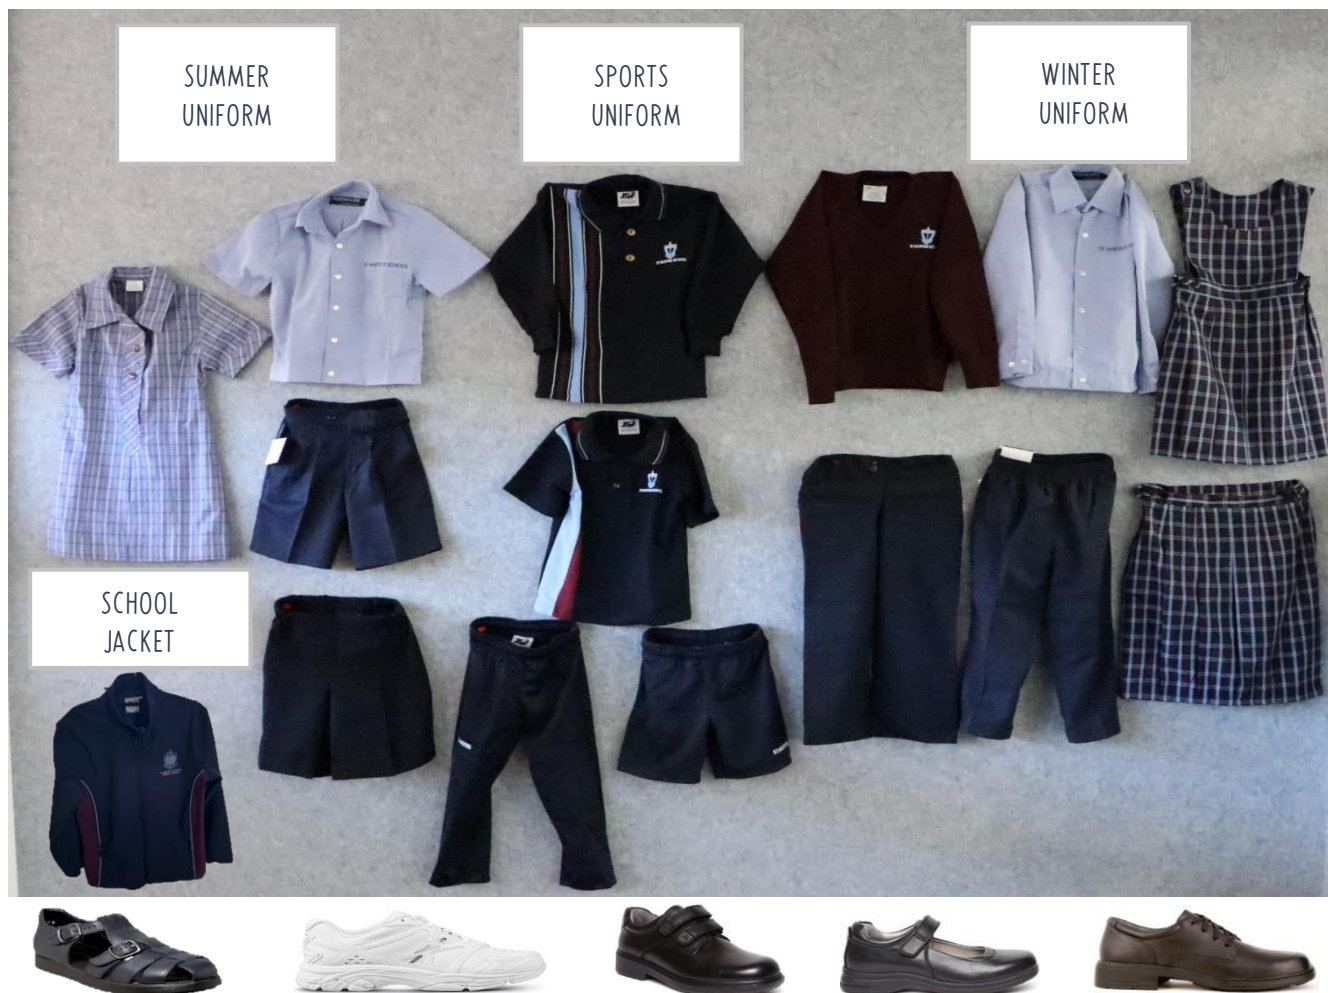 SUMMER
UNIFORM
SPORTS
UNIFORM
WINTER
UNIFORM
SCHOOL
JACKET